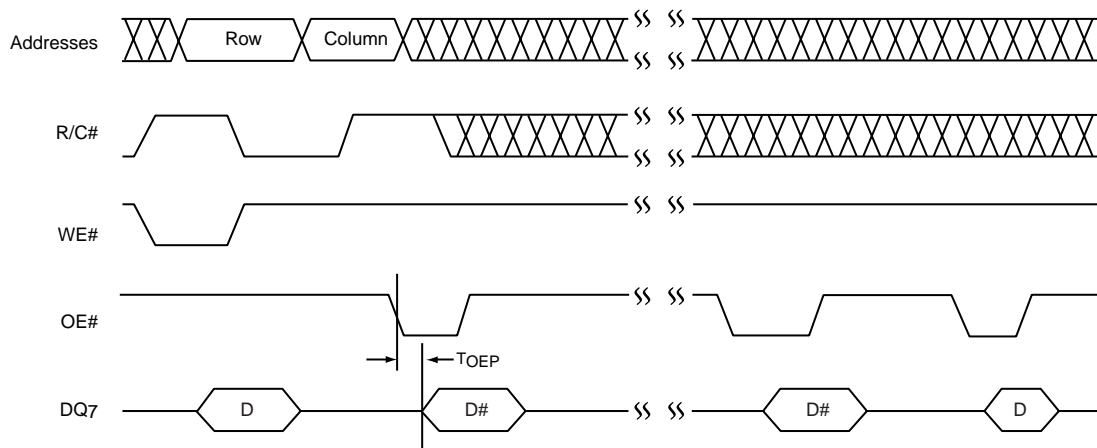 Addresses
Row
Column
R/C#
WE#
OE#
TOEP
DQ7
D
D#
D#
D